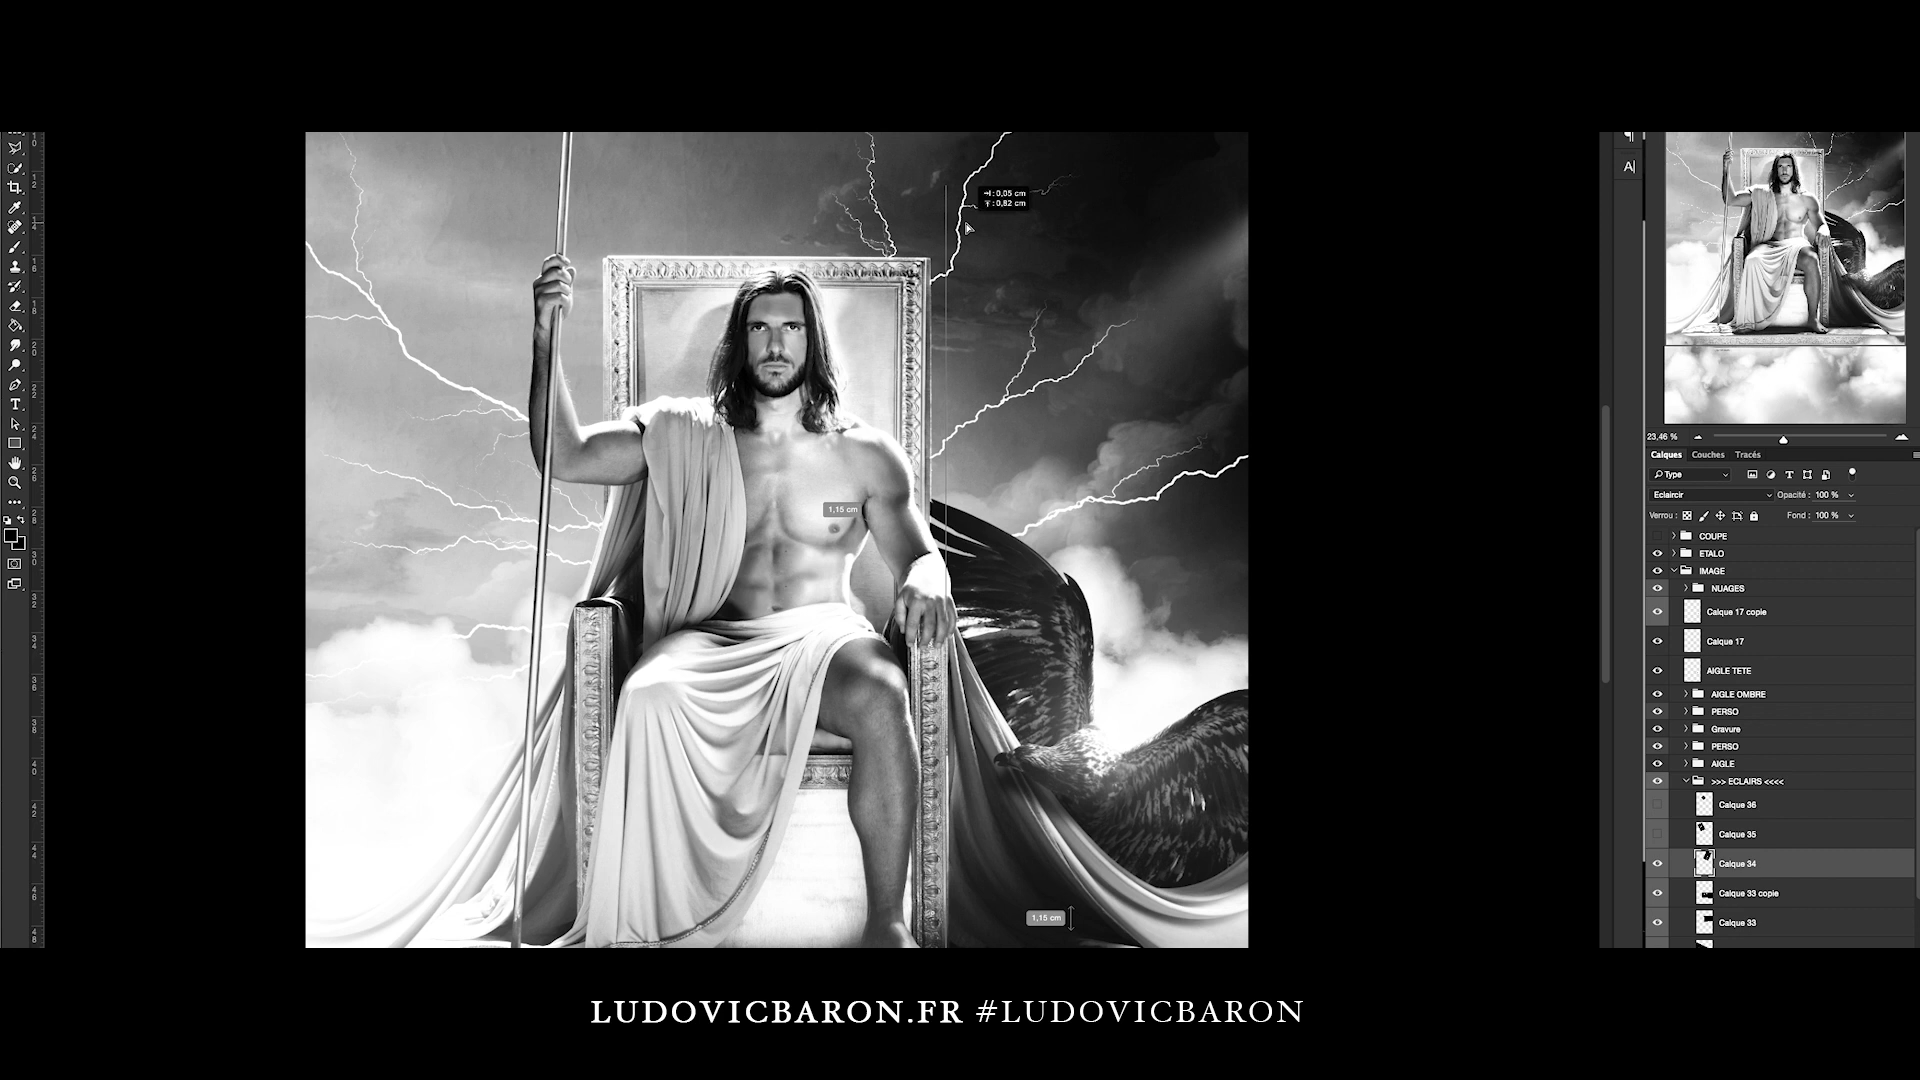 : 0,05 cm
: 0,82 cm
1,15 cm
1,15 cm
A
23,46 %
Calques Couches Tracés
Type
Eclaircir Opacité : 100 %
Verrou : Fond : 100 %
COUPE
ETALO
IMAGE
NUAGES
Calque 17 copie
Calque 17
AIGLE TETE
AIGLE OMBRE
PERSO
Gravure
PERSO
AIGLE
>>> ECLAIRS <<<<
Calque 36
Calque 35
Calque 34
Calque 33 copie
Calque 33
LUDOVICBARON.FR #LUDOVICBARON